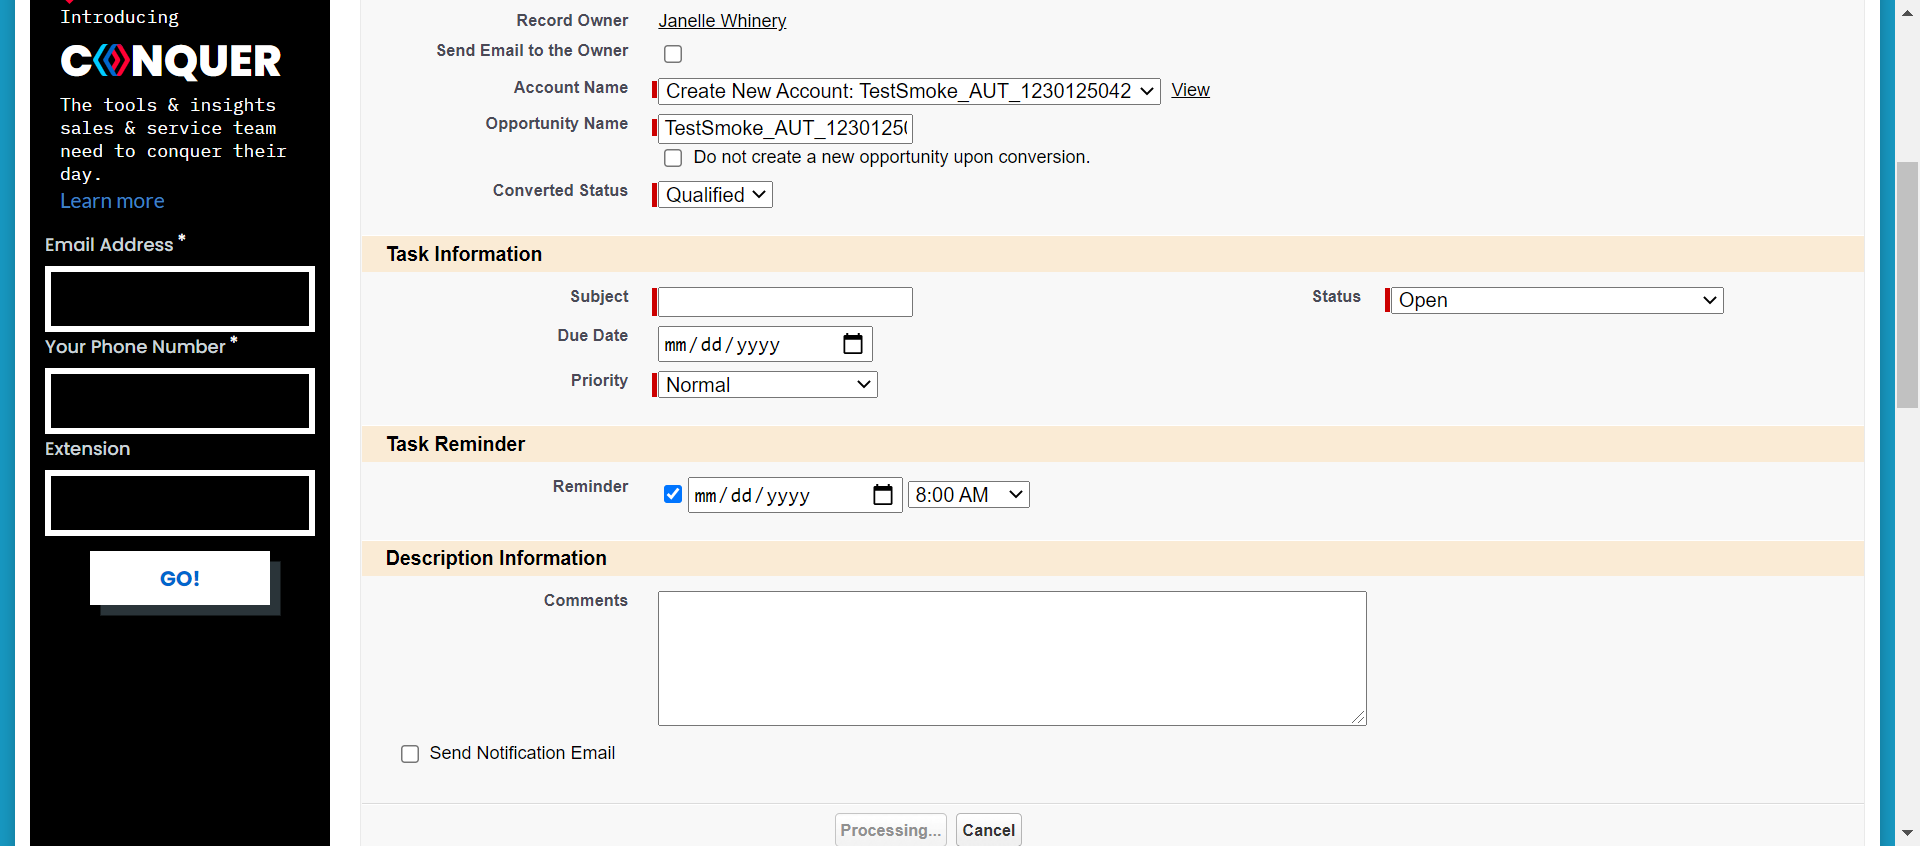 Introducing
CONQUER
The tools & insights
sales & service team
need to conquer their
day.
Learn more
Email Address *
Your Phone Number *
Extension
GO!
Record Owner Janelle Whinery
Send Email to the Owner
Account Name Create New Account: TestSmoke_AUT_1230125042 View
Opportunity Name TestSmoke_AUT_1230125(
Do not create a new opportunity upon conversion.
Converted Status Qualified
Task Information
Subject Status Open
Due Date mm/dd/yyyy
Priority Normal
Task Reminder
Reminder mm/dd/yyyy 8:00 AM
Description Information
Comments
Send Notification Email
Processing... Cancel